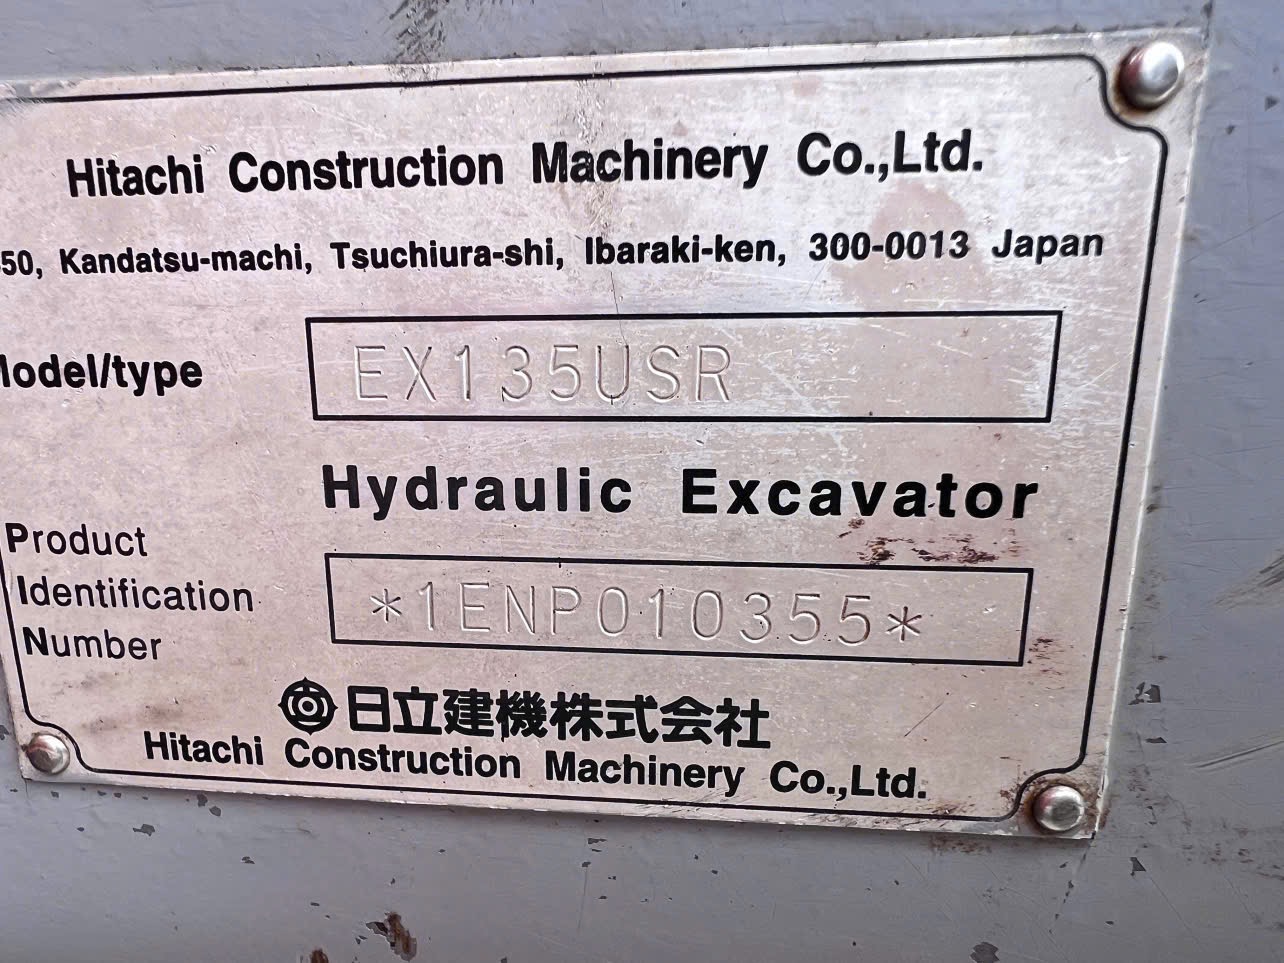 Hitachi Construction Machinery Co.,Ltd.
50, Kandatsu-machi, Tsuchiura-shi, Ibaraki-ken, 300-0013 Japan
Model/type
EX135USR
Hydraulic Excavator
Product
Identification
Number
*1ENP010355*
日立建機株式会社
Hitachi Construction Machinery Co.,Ltd.